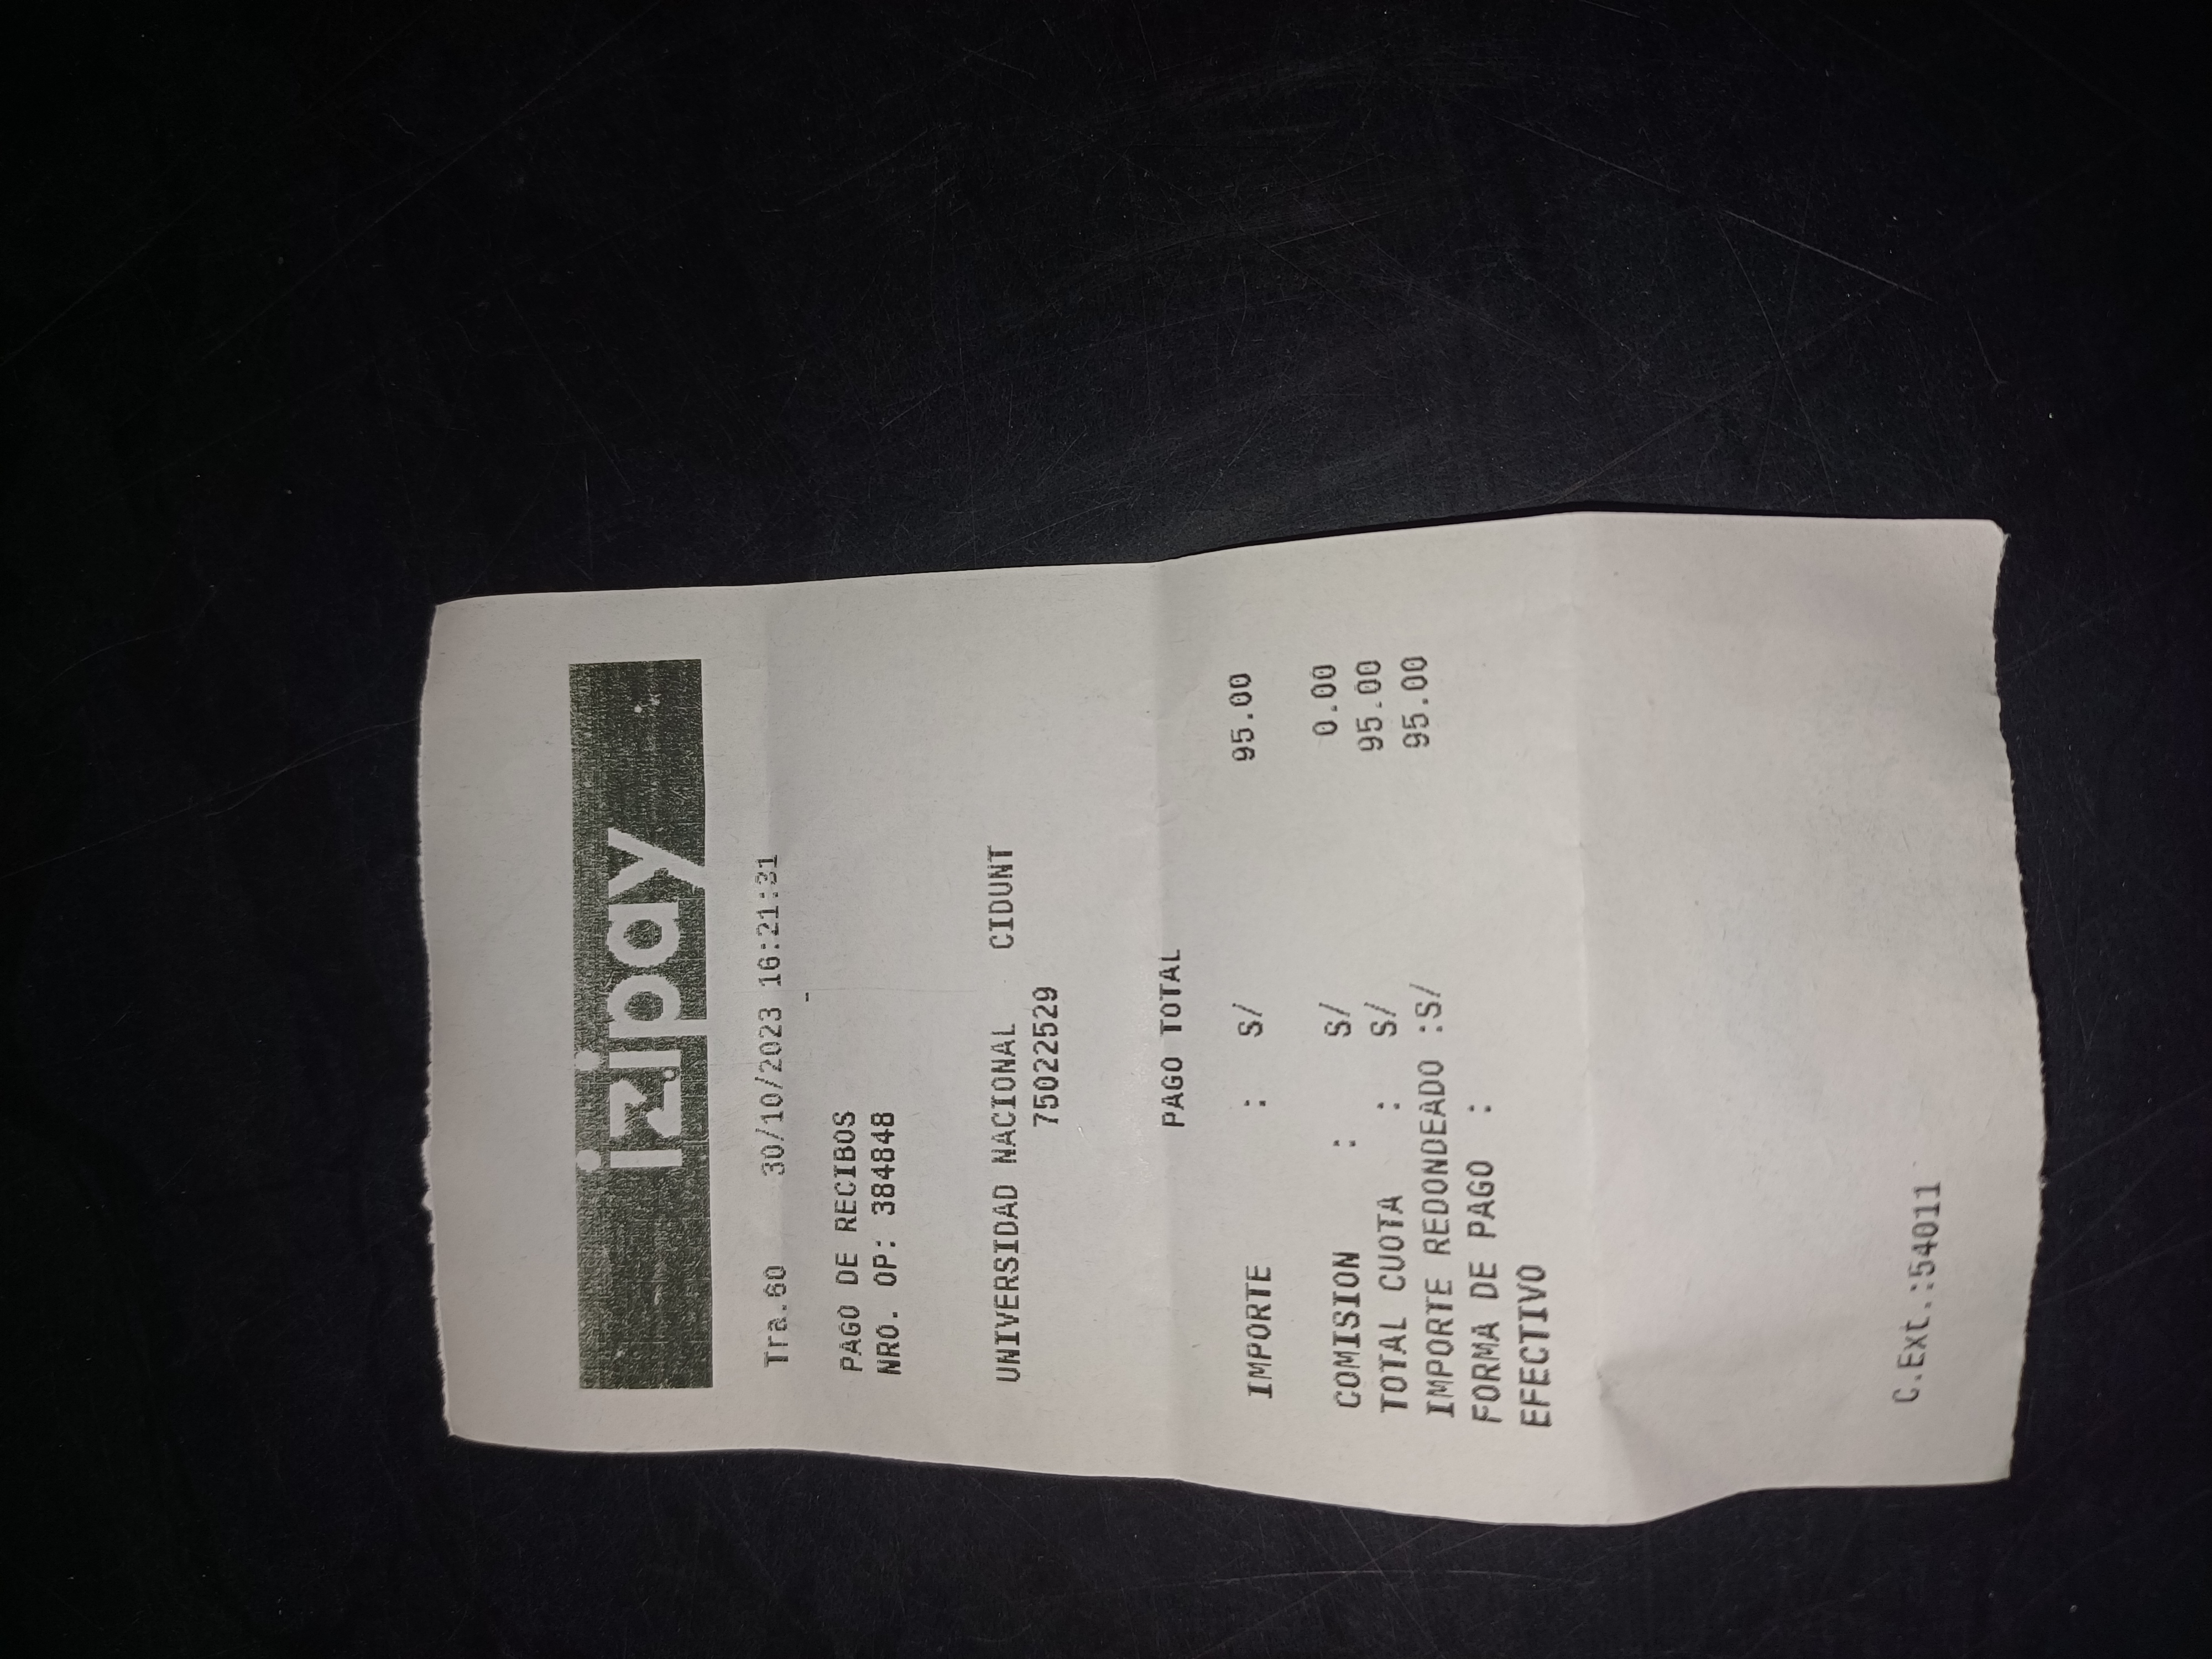 izipay
Tra.60 30/10/2023 16:21:31
PAGO DE RECIBOS
NRO. OP: 384848
UNIVERSIDAD NACIONAL CIDUNT
75022529
PAGO TOTAL
IMPORTE : S/ 95.00
COMISION : S/ 0.00
TOTAL CUOTA : S/ 95.00
IMPORTE REDONDEADO :S/ 95.00
FORMA DE PAGO :
EFECTIVO
C.Ext.:54011